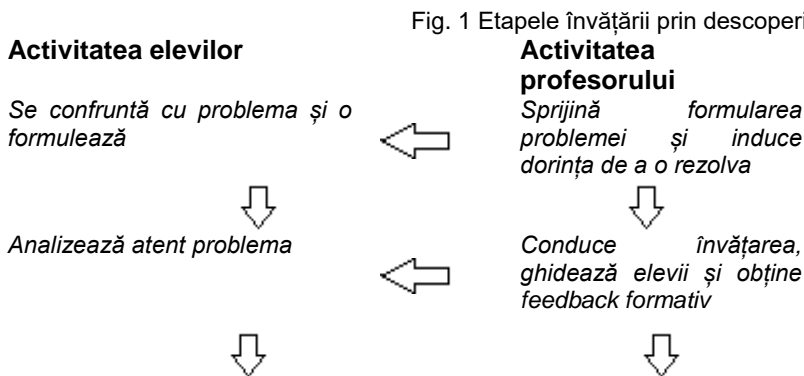 Fig. 1 Etapele învățării prin
Activitatea elevilor
Activitatea
profesorului
Se confruntă cu problema și o
formulează
Sprijină formularea
problemei și induce
dorința de a o rezolva
Analizează atent problema
Conduce învățarea,
ghidează elevii și obține
feedback formativ